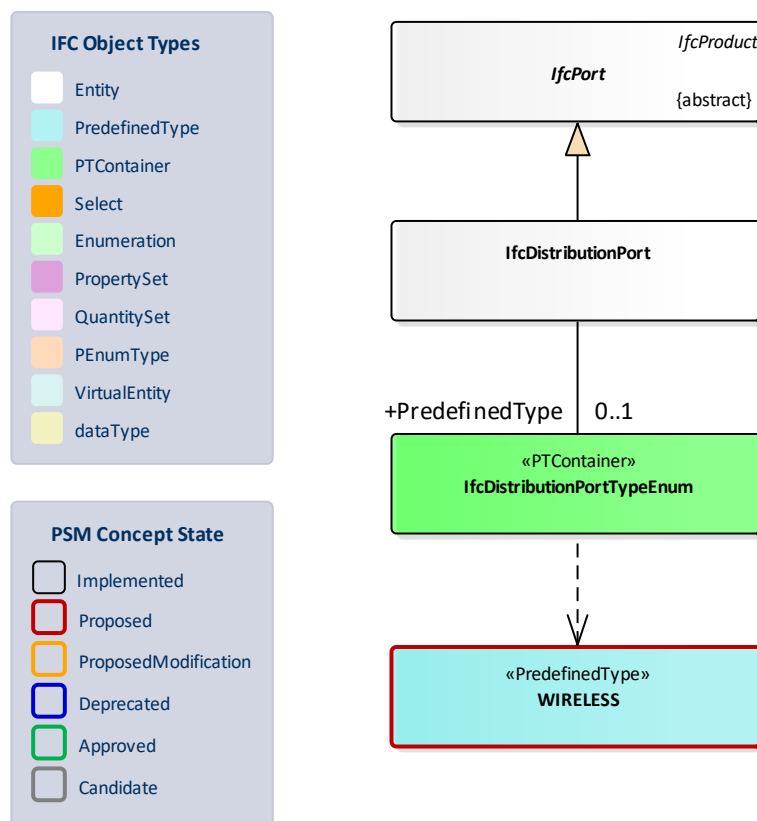 IFC Object Types
Entity
PredefinedType
PTContainer
Select
Enumeration
PropertySet
QuantitySet
PEnumType
VirtualEntity
dataType
PSM Concept State
Implemented
Proposed
ProposedModification
Deprecated
Approved
Candidate
IfcProduct
IfcPort
{abstract}
IfcDistributionPort
+PredefinedType 0..1
«PTContainer»
IfcDistributionPortTypeEnum
«PredefinedType»
WIRELESS